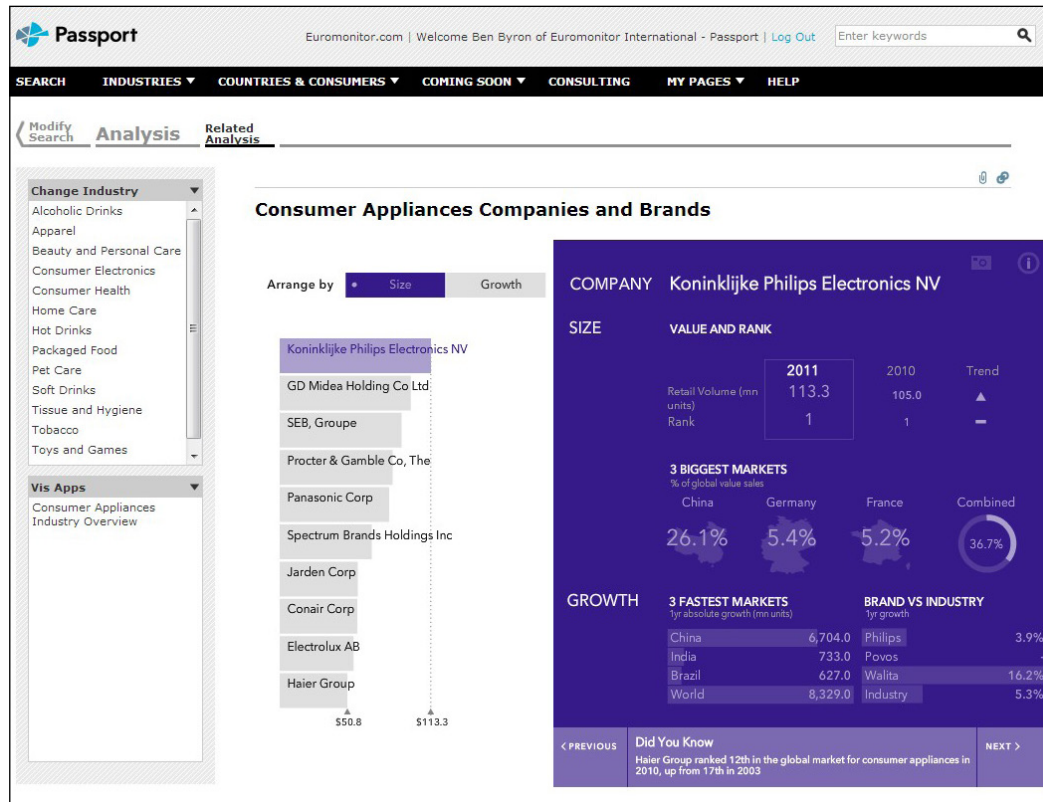 Passport
Euromonitor.com | Welcome Ben Byron of Euromonitor International - Passport | Log Out
Enter keywords
SEARCH INDUSTRIES ▼ COUNTRIES & CONSUMERS ▼ COMING SOON ▼ CONSULTING MY PAGES ▼ HELP
Modify
Search
Analysis
Related
Analysis
Change Industry ▼
Alcoholic Drinks
Apparel
Beauty and Personal Care
Consumer Electronics
Consumer Health
Home Care
Hot Drinks
Packaged Food
Pet Care
Soft Drinks
Tissue and Hygiene
Tobacco
Toys and Games
Vis Apps ▼
Consumer Appliances
Industry Overview
Consumer Appliances Companies and Brands
Arrange by Size Growth
Koninklijke Philips Electronics NV
GD Midea Holding Co Ltd
SEB, Groupe
Procter & Gamble Co, The
Panasonic Corp
Spectrum Brands Holdings Inc
Jarden Corp
Conair Corp
Electrolux AB
Haier Group
$50.8 $113.3
COMPANY Koninklijke Philips Electronics NV
SIZE VALUE AND RANK
2011 2010 Trend
Retail Volume (mn
units) 113.3 105.0 ▲
Rank 1 1 –
3 BIGGEST MARKETS
% of global value sales
China Germany France Combined
26.1% 5.4% 5.2% 36.7%
GROWTH
3 FASTEST MARKETS
1yr absolute growth (mn units)
China 6,704.0
India 733.0
Brazil 627.0
World 8,329.0
BRAND VS INDUSTRY
1yr growth
Philips 3.9%
Povos -
Walita 16.2%
Industry 5.3%
< PREVIOUS
Did You Know
Haier Group ranked 12th in the global market for consumer appliances in
2010, up from 17th in 2003
NEXT >